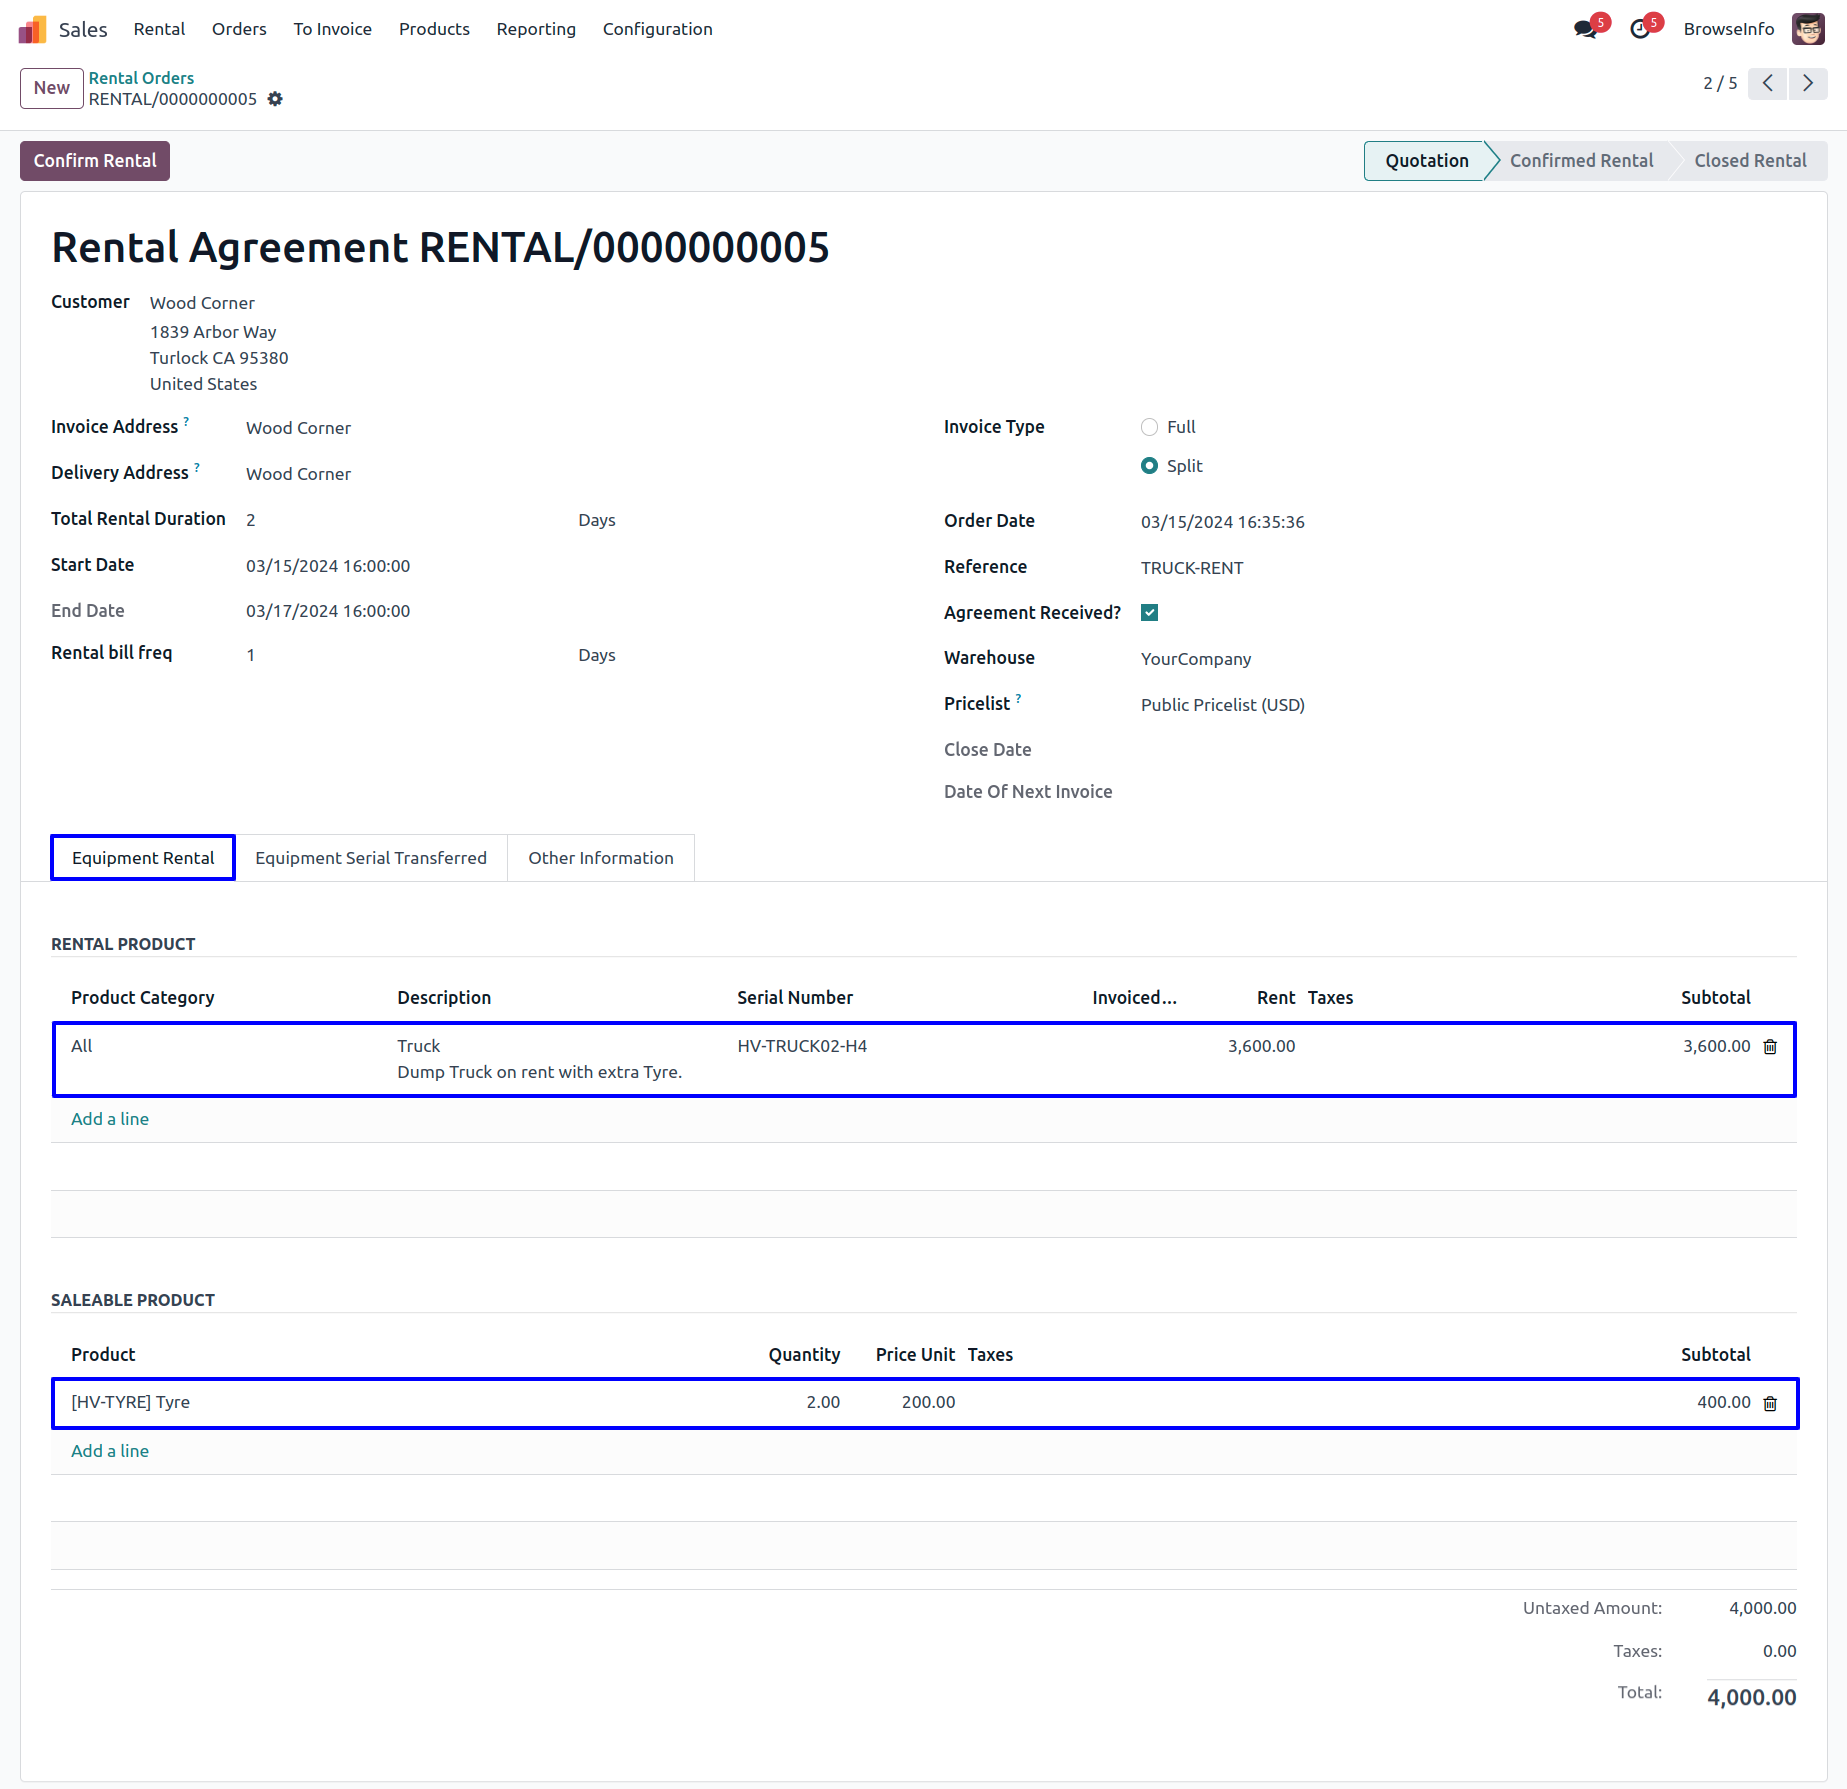 Sales Rental Orders To Invoice Products Reporting Configuration 5 5 BrowseInfo
New Rental Orders
RENTAL/0000000005
2 / 5
Confirm Rental Quotation Confirmed Rental Closed Rental
Rental Agreement RENTAL/0000000005
Customer Wood Corner
1839 Arbor Way
Turlock CA 95380
United States
Invoice Address ? Wood Corner
Delivery Address ? Wood Corner
Total Rental Duration 2 Days
Start Date 03/15/2024 16:00:00
End Date 03/17/2024 16:00:00
Rental bill freq 1 Days
Invoice Type Full
Split
Order Date 03/15/2024 16:35:36
Reference TRUCK-RENT
Agreement Received?
Warehouse YourCompany
Pricelist ? Public Pricelist (USD)
Close Date
Date Of Next Invoice
Equipment Rental Equipment Serial Transferred Other Information
RENTAL PRODUCT
Product Category Description Serial Number Invoiced... Rent Taxes Subtotal
All Truck HV-TRUCK02-H4 3,600.00 3,600.00
Dump Truck on rent with extra Tyre.
Add a line
SALEABLE PRODUCT
Product Quantity Price Unit Taxes Subtotal
[HV-TYRE] Tyre 2.00 200.00 400.00
Add a line
Untaxed Amount: 4,000.00
Taxes: 0.00
Total: 4,000.00